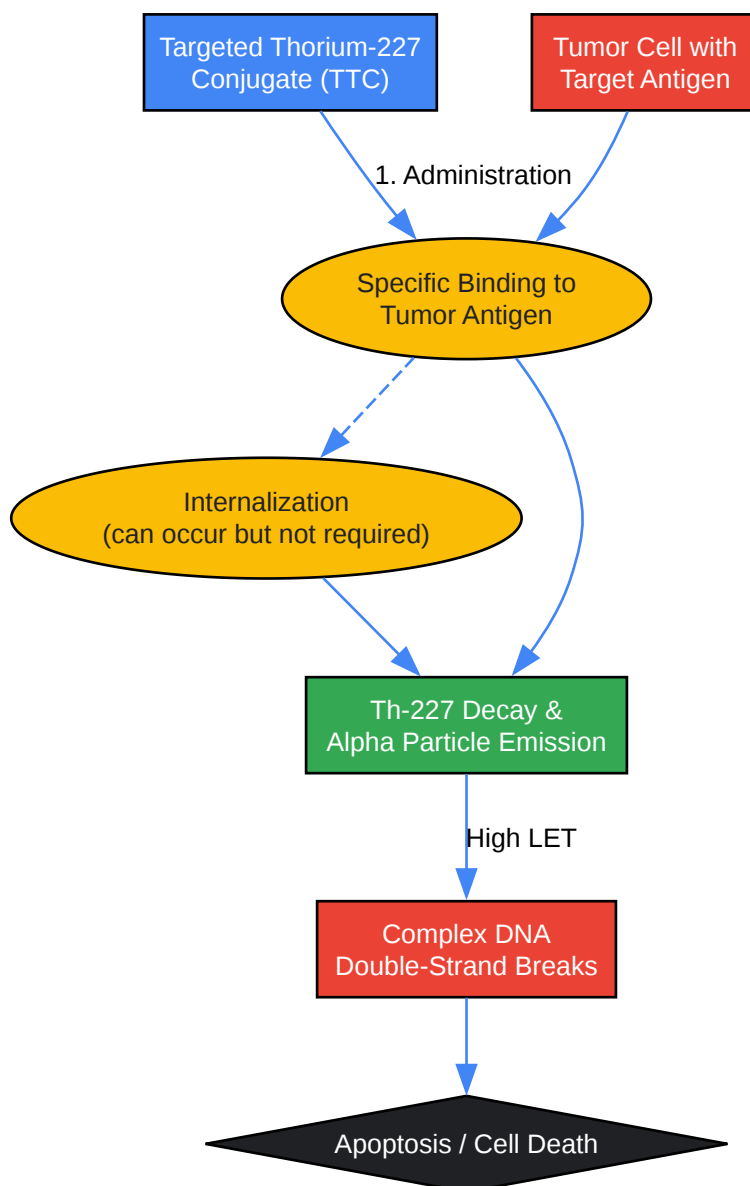 Targeted Thorium-227
Conjugate (TTC)
Tumor Cell with
Target Antigen
1. Administration
Specific Binding to
Tumor Antigen
Internalization
(can occur but not required)
Th-227 Decay &
Alpha Particle Emission
High LET
Complex DNA
Double-Strand Breaks
Apoptosis / Cell Death